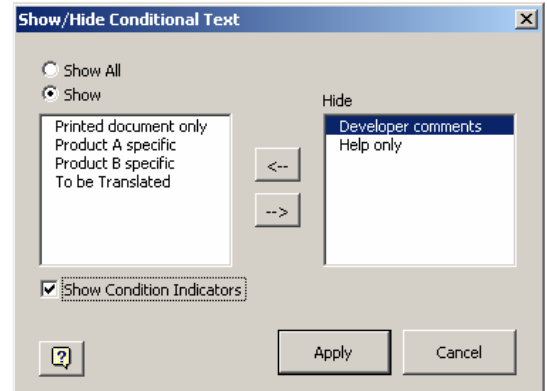 Show/Hide Conditional Text
Show All
Show
Hide
Printed document only
Product A specific
Product B specific
To be Translated
Developer comments
Help only
<--
-->
Show Condition Indicators
?
Apply
Cancel